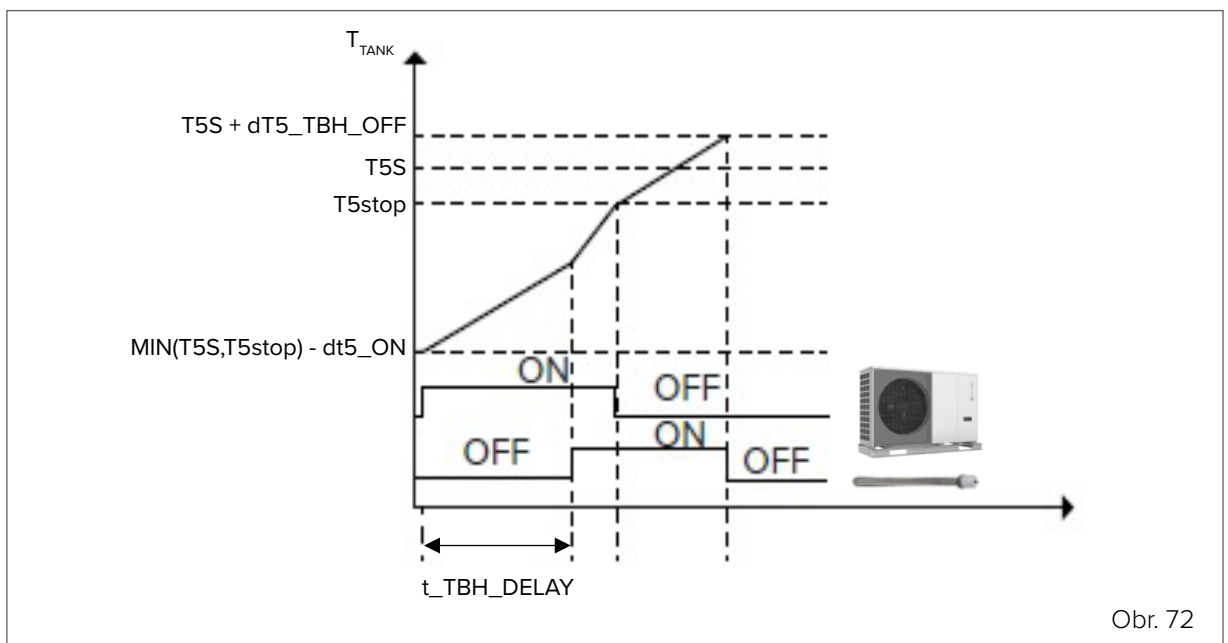 T_TANK
T5S + dT5_TBH_OFF
T5S
T5stop
MIN(T5S,T5stop) - dt5_ON
ON
OFF
OFF
ON
OFF
t_TBH_DELAY
Obr. 72